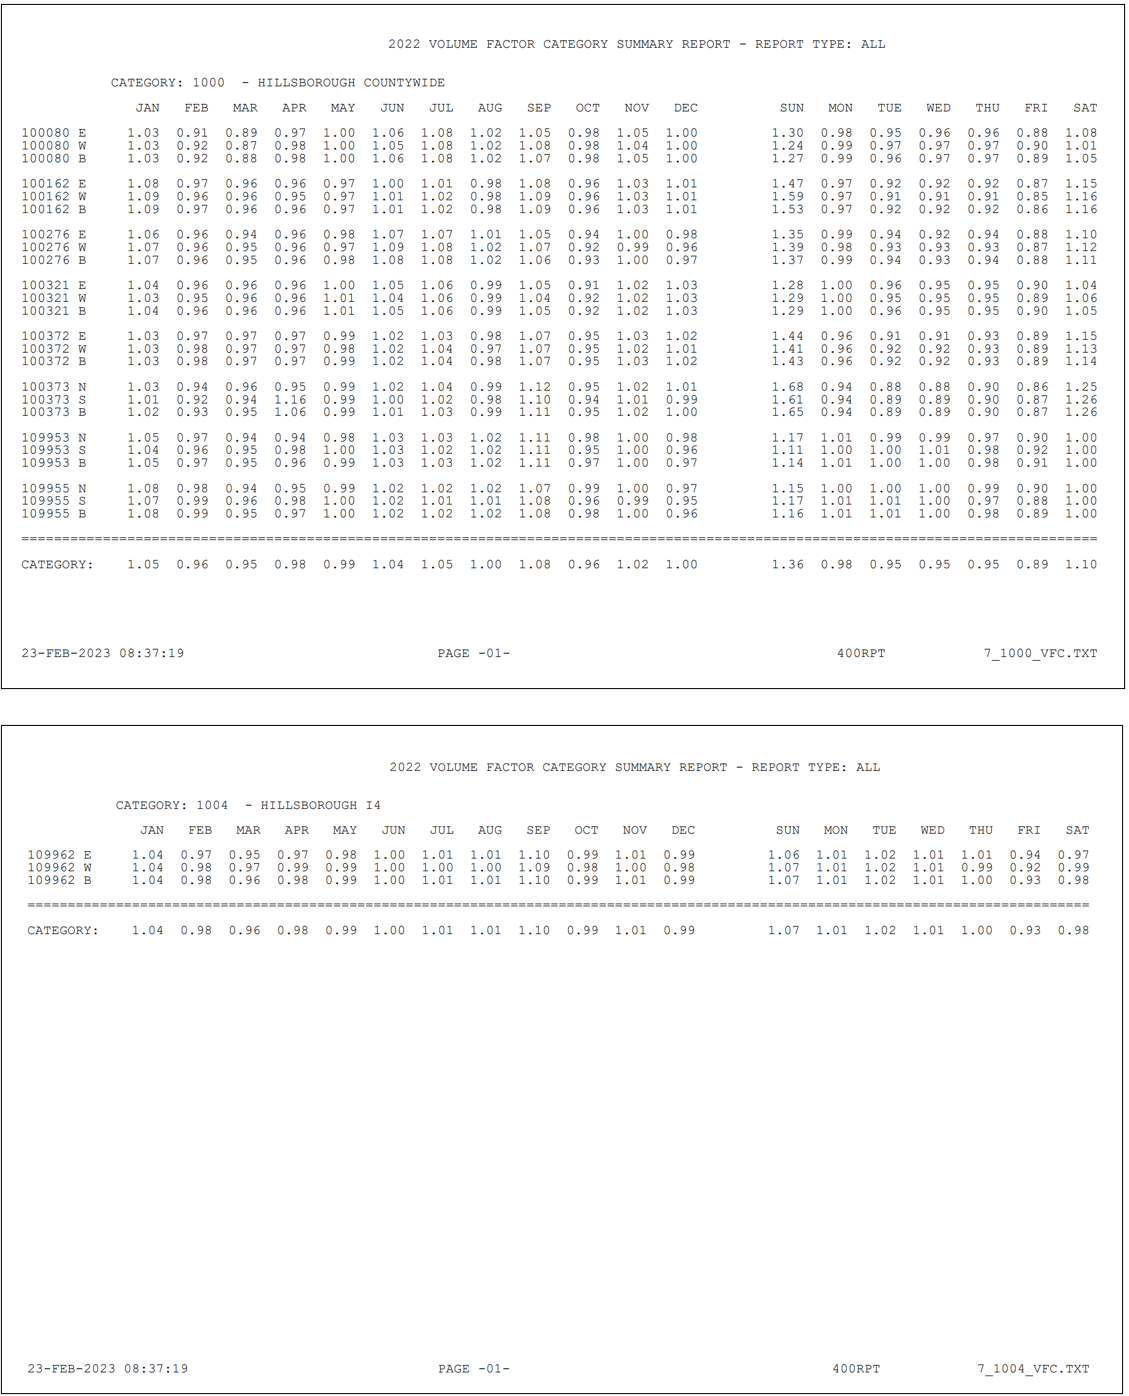 2022 VOLUME FACTOR CATEGORY SUMMARY REPORT - REPORT TYPE: ALL
CATEGORY: 1000 - HILLSBOROUGH COUNTYWIDE
JAN FEB MAR APR MAY JUN JUL AUG SEP OCT NOV DEC SUN MON TUE WED THU FRI SAT
100080 E 1.03 0.91 0.89 0.97 1.00 1.06 1.08 1.02 1.05 0.98 1.05 1.00 1.30 0.98 0.95 0.96 0.96 0.88 1.08
100080 W 1.03 0.92 0.87 0.98 1.00 1.05 1.08 1.02 1.08 0.98 1.04 1.00 1.24 0.99 0.97 0.97 0.97 0.90 1.01
100080 B 1.03 0.92 0.88 0.98 1.00 1.06 1.08 1.02 1.07 0.98 1.05 1.00 1.27 0.99 0.96 0.97 0.97 0.89 1.05
100162 E 1.08 0.97 0.96 0.96 0.97 1.00 1.01 0.98 1.08 0.96 1.03 1.01 1.47 0.97 0.92 0.92 0.92 0.87 1.15
100162 W 1.09 0.96 0.96 0.95 0.97 1.01 1.02 0.98 1.09 0.96 1.03 1.01 1.59 0.97 0.91 0.91 0.91 0.85 1.16
100162 B 1.09 0.97 0.96 0.96 0.97 1.01 1.02 0.98 1.09 0.96 1.03 1.01 1.53 0.97 0.92 0.92 0.92 0.86 1.16
100276 E 1.06 0.96 0.94 0.96 0.98 1.07 1.07 1.01 1.05 0.94 1.00 0.98 1.35 0.99 0.94 0.92 0.94 0.88 1.10
100276 W 1.07 0.96 0.95 0.96 0.97 1.09 1.08 1.02 1.07 0.92 0.99 0.96 1.39 0.98 0.93 0.93 0.93 0.87 1.12
100276 B 1.07 0.96 0.95 0.96 0.98 1.08 1.08 1.02 1.06 0.93 1.00 0.97 1.37 0.99 0.94 0.93 0.94 0.88 1.11
100321 E 1.04 0.96 0.96 0.96 1.00 1.05 1.06 0.99 1.05 0.91 1.02 1.03 1.28 1.00 0.96 0.95 0.95 0.90 1.04
100321 W 1.03 0.95 0.96 0.96 1.01 1.04 1.06 0.99 1.04 0.92 1.02 1.03 1.29 1.00 0.95 0.95 0.95 0.89 1.06
100321 B 1.04 0.96 0.96 0.96 1.01 1.05 1.06 0.99 1.05 0.92 1.02 1.03 1.29 1.00 0.96 0.95 0.95 0.90 1.05
100372 E 1.03 0.97 0.97 0.97 0.99 1.02 1.03 0.98 1.07 0.95 1.03 1.02 1.44 0.96 0.91 0.91 0.93 0.89 1.15
100372 W 1.03 0.98 0.97 0.97 0.98 1.02 1.04 0.97 1.07 0.95 1.02 1.01 1.41 0.96 0.92 0.92 0.93 0.89 1.13
100372 B 1.03 0.98 0.97 0.97 0.99 1.02 1.04 0.98 1.07 0.95 1.03 1.02 1.43 0.96 0.92 0.92 0.93 0.89 1.14
100373 N 1.03 0.94 0.96 0.95 0.99 1.02 1.04 0.99 1.12 0.95 1.02 1.01 1.68 0.94 0.88 0.88 0.90 0.86 1.25
100373 S 1.01 0.92 0.94 1.16 0.99 1.00 1.02 0.98 1.10 0.94 1.01 0.99 1.61 0.94 0.89 0.89 0.90 0.87 1.26
100373 B 1.02 0.93 0.95 1.06 0.99 1.01 1.03 0.99 1.11 0.95 1.02 1.00 1.65 0.94 0.89 0.89 0.90 0.87 1.26
109953 N 1.05 0.97 0.94 0.94 0.98 1.03 1.03 1.02 1.11 0.98 1.00 0.98 1.17 1.01 0.99 0.99 0.97 0.90 1.00
109953 S 1.04 0.96 0.95 0.98 1.00 1.03 1.02 1.02 1.11 0.95 1.00 0.96 1.11 1.00 1.00 1.01 0.98 0.92 1.00
109953 B 1.05 0.97 0.95 0.96 0.99 1.03 1.03 1.02 1.11 0.97 1.00 0.97 1.14 1.01 1.00 1.00 0.98 0.91 1.00
109955 N 1.08 0.98 0.94 0.95 0.99 1.02 1.02 1.02 1.07 0.99 1.00 0.97 1.15 1.00 1.00 1.00 0.99 0.90 1.00
109955 S 1.07 0.99 0.96 0.98 1.00 1.02 1.01 1.01 1.08 0.96 0.99 0.95 1.17 1.01 1.01 1.00 0.97 0.88 1.00
109955 B 1.08 0.99 0.95 0.97 1.00 1.02 1.02 1.02 1.08 0.98 1.00 0.96 1.16 1.01 1.01 1.00 0.98 0.89 1.00
CATEGORY: 1.05 0.96 0.95 0.98 0.99 1.04 1.05 1.00 1.08 0.96 1.02 1.00 1.36 0.98 0.95 0.95 0.95 0.89 1.10
23-FEB-2023 08:37:19 PAGE -01- 400RPT 7_1000_VFC.TXT
2022 VOLUME FACTOR CATEGORY SUMMARY REPORT - REPORT TYPE: ALL
CATEGORY: 1004 - HILLSBOROUGH I4
JAN FEB MAR APR MAY JUN JUL AUG SEP OCT NOV DEC SUN MON TUE WED THU FRI SAT
109962 E 1.04 0.97 0.95 0.97 0.98 1.00 1.01 1.01 1.10 0.99 1.01 0.99 1.06 1.01 1.02 1.01 1.01 0.94 0.97
109962 W 1.04 0.98 0.97 0.99 0.99 1.00 1.00 1.00 1.09 0.98 1.00 0.98 1.07 1.01 1.02 1.01 0.99 0.92 0.99
109962 B 1.04 0.98 0.96 0.98 0.99 1.00 1.01 1.01 1.10 0.99 1.01 0.99 1.07 1.01 1.02 1.01 1.00 0.93 0.98
CATEGORY: 1.04 0.98 0.96 0.98 0.99 1.00 1.01 1.01 1.10 0.99 1.01 0.99 1.07 1.01 1.02 1.01 1.00 0.93 0.98
23-FEB-2023 08:37:19 PAGE -01- 400RPT 7_1004_VFC.TXT